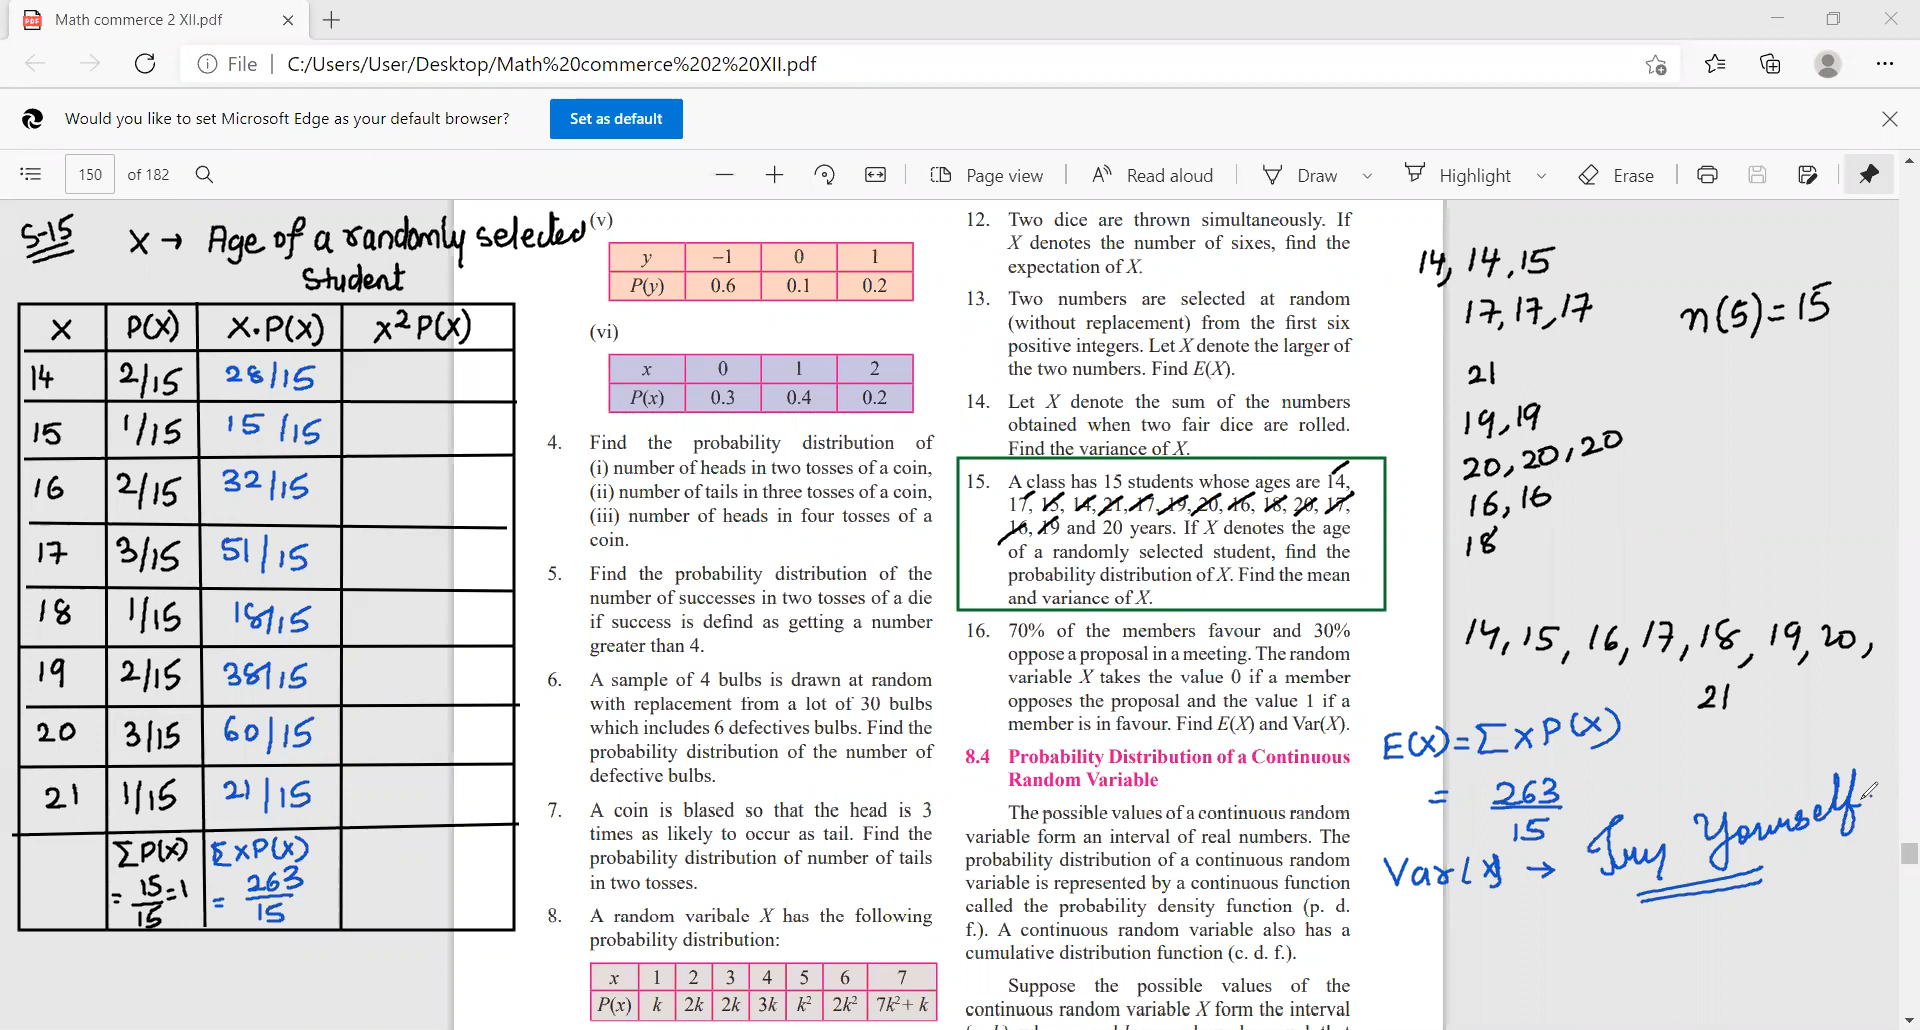 Math commerce 2 XII.pdf
File | C:/Users/User/Desktop/Math%20commerce%202%20XII.pdf
Would you like to set Microsoft Edge as your default browser?
Set as default
150 of 182
Page view
Read aloud
Draw
Highlight
Erase
S-15
X → Age of a randomly selected
Student
X P(X) X·P(X) x²P(X)
14 2/15 28/15
15 1/15 15/15
16 2/15 32/15
17 3/15 51/15
18 1/15 18/15
19 2/15 38/15
20 3/15 60/15
21 1/15 21/15
ΣP(X) ΣXP(X)
= 15/15 = 1 = 263/15
(v)
y −1 0 1
P(y) 0.6 0.1 0.2
(vi)
x 0 1 2
P(x) 0.3 0.4 0.2
4. Find the probability distribution of
(i) number of heads in two tosses of a coin,
(ii) number of tails in three tosses of a coin,
(iii) number of heads in four tosses of a
coin.
5. Find the probability distribution of the
number of successes in two tosses of a die
if success is defind as getting a number
greater than 4.
6. A sample of 4 bulbs is drawn at random
with replacement from a lot of 30 bulbs
which includes 6 defectives bulbs. Find the
probability distribution of the number of
defective bulbs.
7. A coin is blased so that the head is 3
times as likely to occur as tail. Find the
probability distribution of number of tails
in two tosses.
8. A random varibale X has the following
probability distribution:
x 1 2 3 4 5 6 7
P(x) k 2k 2k 3k k² 2k² 7k²+ k
12. Two dice are thrown simultaneously. If
X denotes the number of sixes, find the
expectation of X.
13. Two numbers are selected at random
(without replacement) from the first six
positive integers. Let X denote the larger of
the two numbers. Find E(X).
14. Let X denote the sum of the numbers
obtained when two fair dice are rolled.
Find the variance of X.
15. A class has 15 students whose ages are 14,
17, 15, 14, 21, 17, 19, 20, 16, 18, 20, 17,
16, 19 and 20 years. If X denotes the age
of a randomly selected student, find the
probability distribution of X. Find the mean
and variance of X.
16. 70% of the members favour and 30%
oppose a proposal in a meeting. The random
variable X takes the value 0 if a member
opposes the proposal and the value 1 if a
member is in favour. Find E(X) and Var(X).
8.4 Probability Distribution of a Continuous
Random Variable
The possible values of a continuous random
variable form an interval of real numbers. The
probability distribution of a continuous random
variable is represented by a continuous function
called the probability density function (p. d.
f.). A continuous random variable also has a
cumulative distribution function (c. d. f.).
Suppose the possible values of the
continuous random variable X form the interval
14, 14, 15
17, 17, 17
21
19, 19
20, 20, 20
16, 16
18
n(S) = 15
14, 15, 16, 17, 18, 19, 20,
21
E(X) = Σ X P(X)
= 263/15
Var(X) → Try Yourself